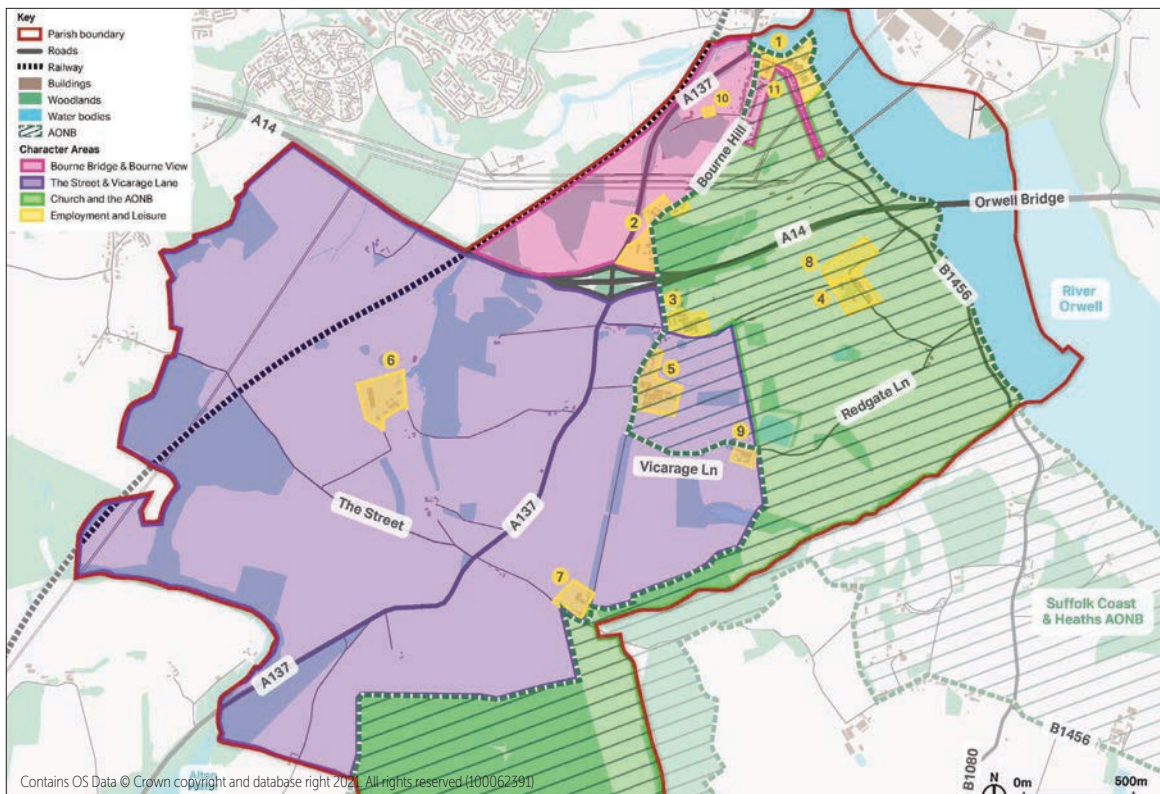 Key
Parish boundary
Roads
Railway
Buildings
Woodlands
Water bodies
AONB
Character Areas
Bourne Bridge & Bourne View
The Street & Vicarage Lane
Church and the AONB
Employment and Leisure
A14
A137
Bourne Hill
1
11
10
2
Orwell Bridge
A14
8
4
3
B1456
River
Orwell
6
5
Redgate Ln
9
Vicarage Ln
The Street
A137
7
Suffolk Coast
& Heaths AONB
A137
B1456
B1080
N
0m
500m
Contains OS Data © Crown copyright and database right 2021. All rights reserved (100062391)